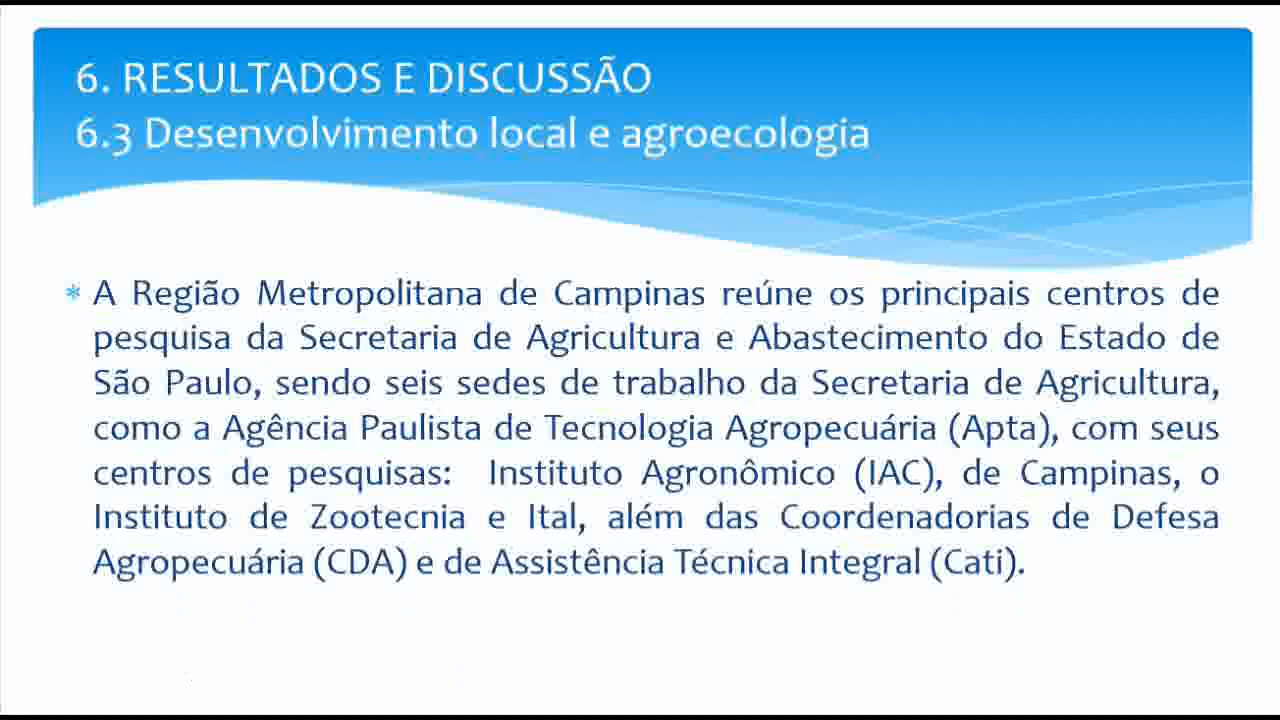 6. RESULTADOS E DISCUSSÃO
6.3 Desenvolvimento local e agroecologia
* A Região Metropolitana de Campinas reúne os principais centros de
pesquisa da Secretaria de Agricultura e Abastecimento do Estado de
São Paulo, sendo seis sedes de trabalho da Secretaria de Agricultura,
como a Agência Paulista de Tecnologia Agropecuária (Apta), com seus
centros de pesquisas: Instituto Agronômico (IAC), de Campinas, o
Instituto de Zootecnia e Ital, além das Coordenadorias de Defesa
Agropecuária (CDA) e de Assistência Técnica Integral (Cati).